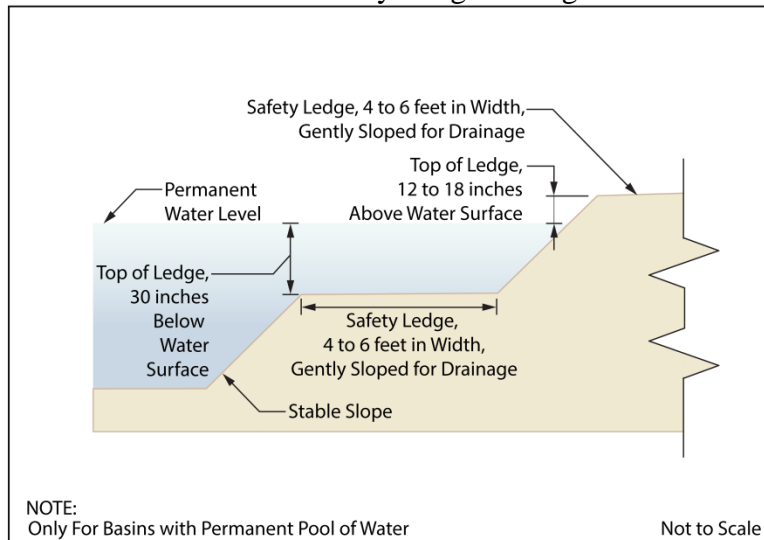 Safety Ledge, 4 to 6 feet in Width,
Gently Sloped for Drainage
Top of Ledge,
12 to 18 inches
Above Water Surface
Permanent
Water Level
Top of Ledge,
30 inches
Below
Water
Surface
Safety Ledge,
4 to 6 feet in Width,
Gently Sloped for Drainage
Stable Slope
NOTE:
Only For Basins with Permanent Pool of Water
Not to Scale